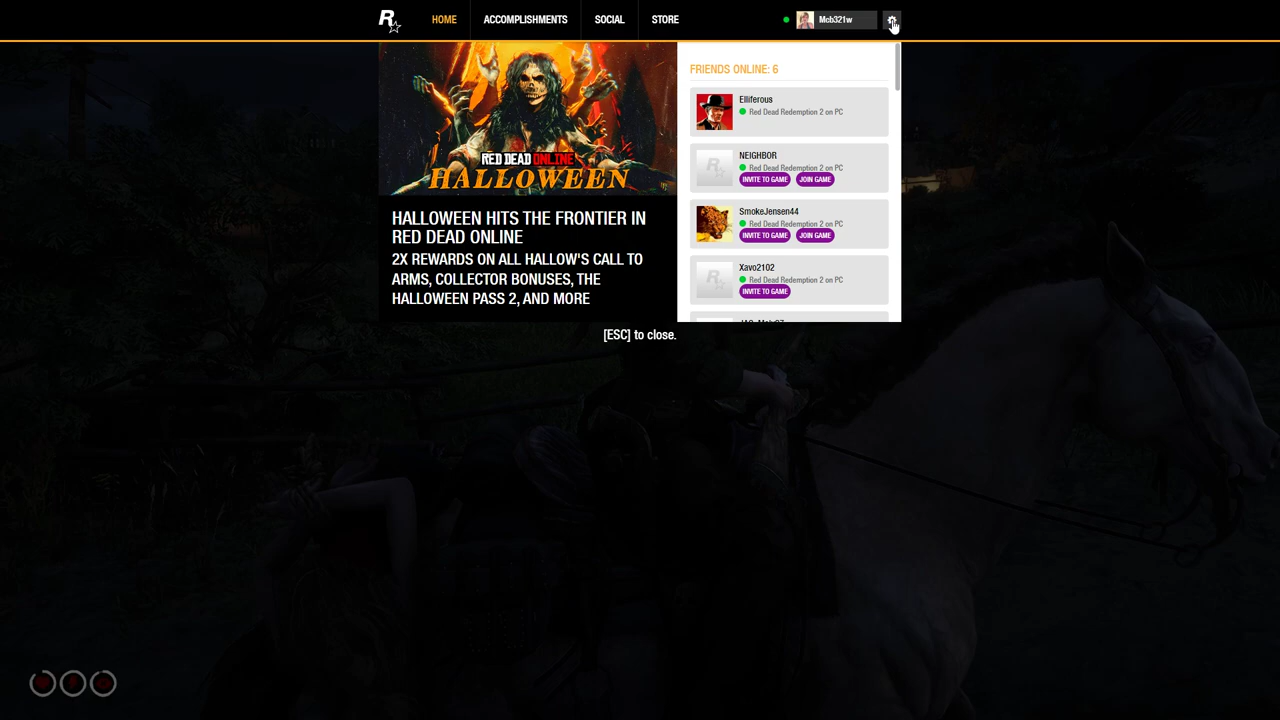 R
HOME
ACCOMPLISHMENTS
SOCIAL
STORE
Mcb321w
RED DEAD ONLINE
HALLOWEEN
HALLOWEEN HITS THE FRONTIER IN
RED DEAD ONLINE
2X REWARDS ON ALL HALLOW'S CALL TO
ARMS, COLLECTOR BONUSES, THE
HALLOWEEN PASS 2, AND MORE
FRIENDS ONLINE: 6
Elliferous
Red Dead Redemption 2 on PC
NEIGHBOR
Red Dead Redemption 2 on PC
INVITE TO GAME JOIN GAME
SmokeJensen44
Red Dead Redemption 2 on PC
INVITE TO GAME JOIN GAME
Xavo2102
Red Dead Redemption 2 on PC
INVITE TO GAME
[ESC] to close.